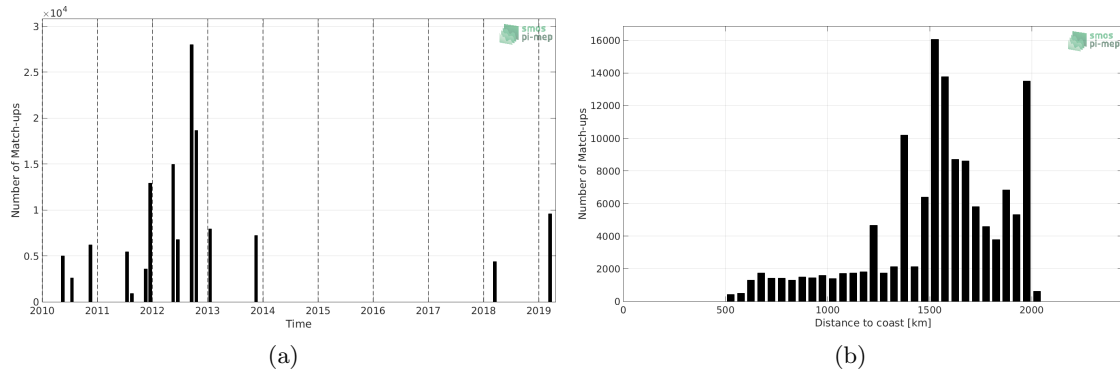 ×10⁴
3
2.5
2
1.5
1
0.5
0
Number of Match-ups
2010 2011 2012 2013 2014 2015 2016 2017 2018 2019
Time
smos
pi-mep
(a)
16000
14000
12000
10000
8000
6000
4000
2000
0
Number of Match-ups
0 500 1000 1500 2000
Distance to coast [km]
smos
pi-mep
(b)